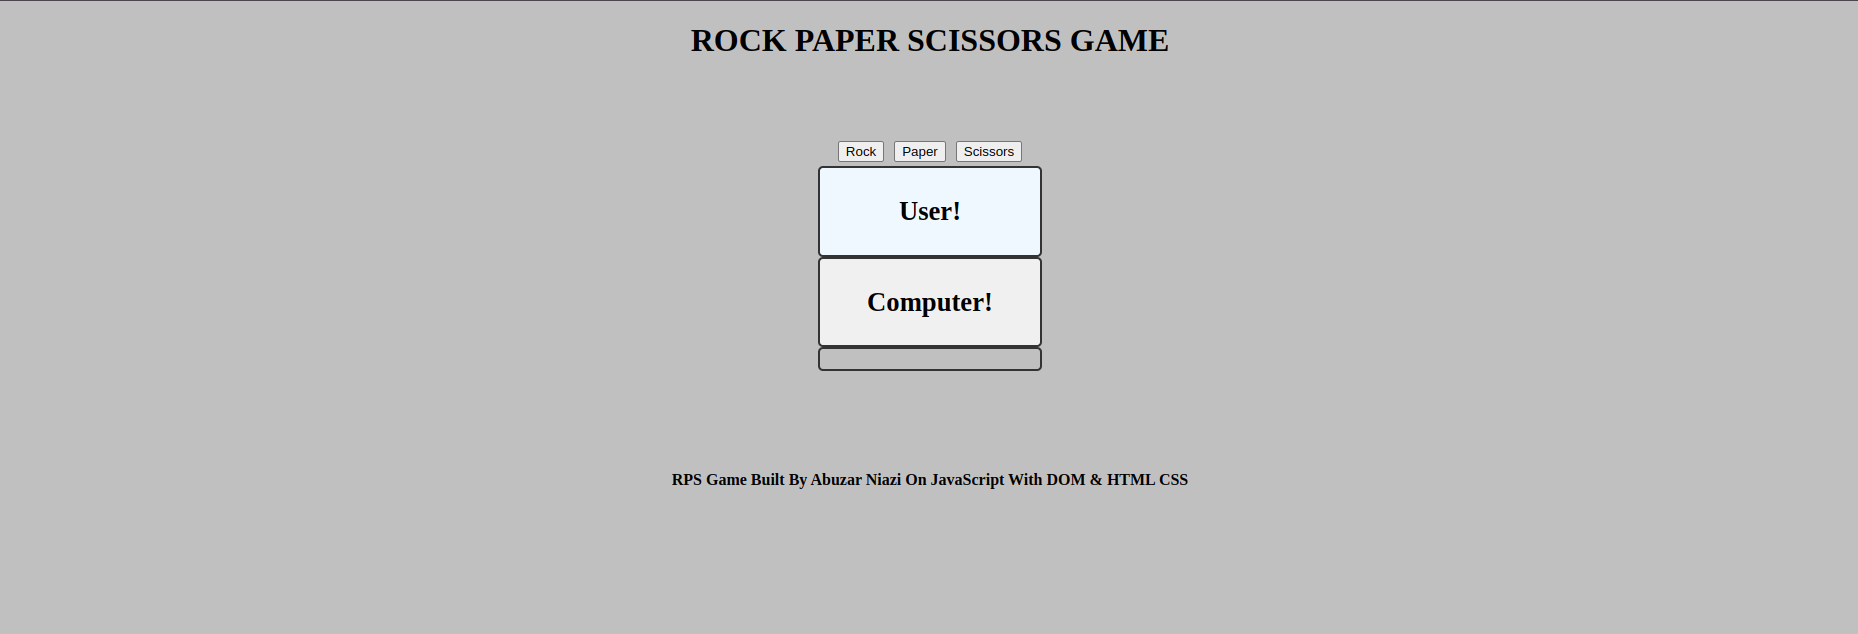 ROCK PAPER SCISSORS GAME
Rock Paper Scissors
User!
Computer!
RPS Game Built By Abuzar Niazi On JavaScript With DOM & HTML CSS